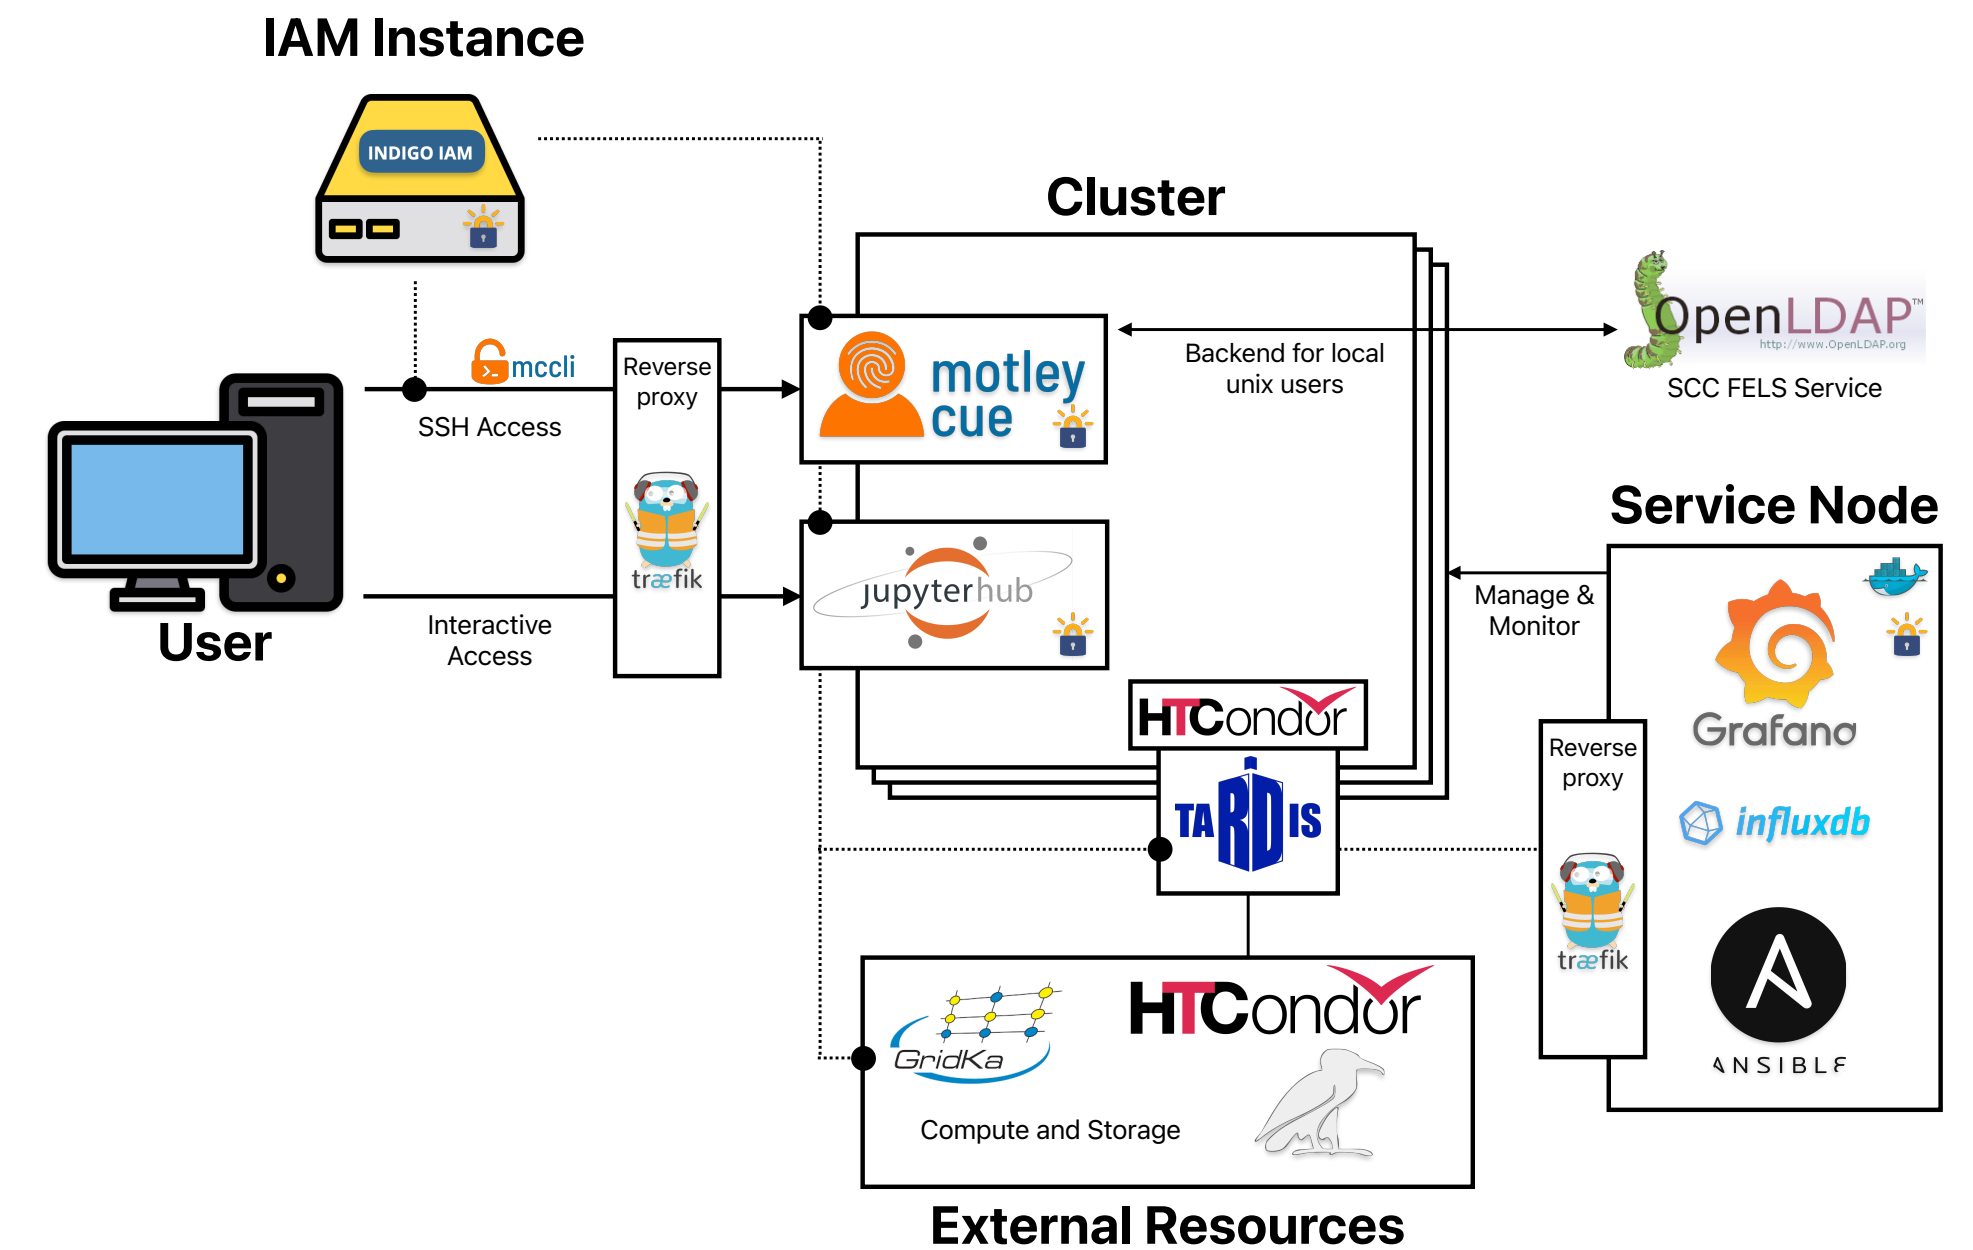 IAM Instance
INDIGO IAM
Cluster
mccli
SSH Access
Reverse
proxy
træfik
Interactive
Access
User
motley
cue
jupyterhub
Backend for local
unix users
OpenLDAP™
http://www.OpenLDAP.org
SCC FELS Service
Service Node
Manage &
Monitor
Grafana
Reverse
proxy
influxdb
træfik
ANSIBLE
HTCondor
TARDIS
GridKa
HTCondor
Compute and Storage
External Resources